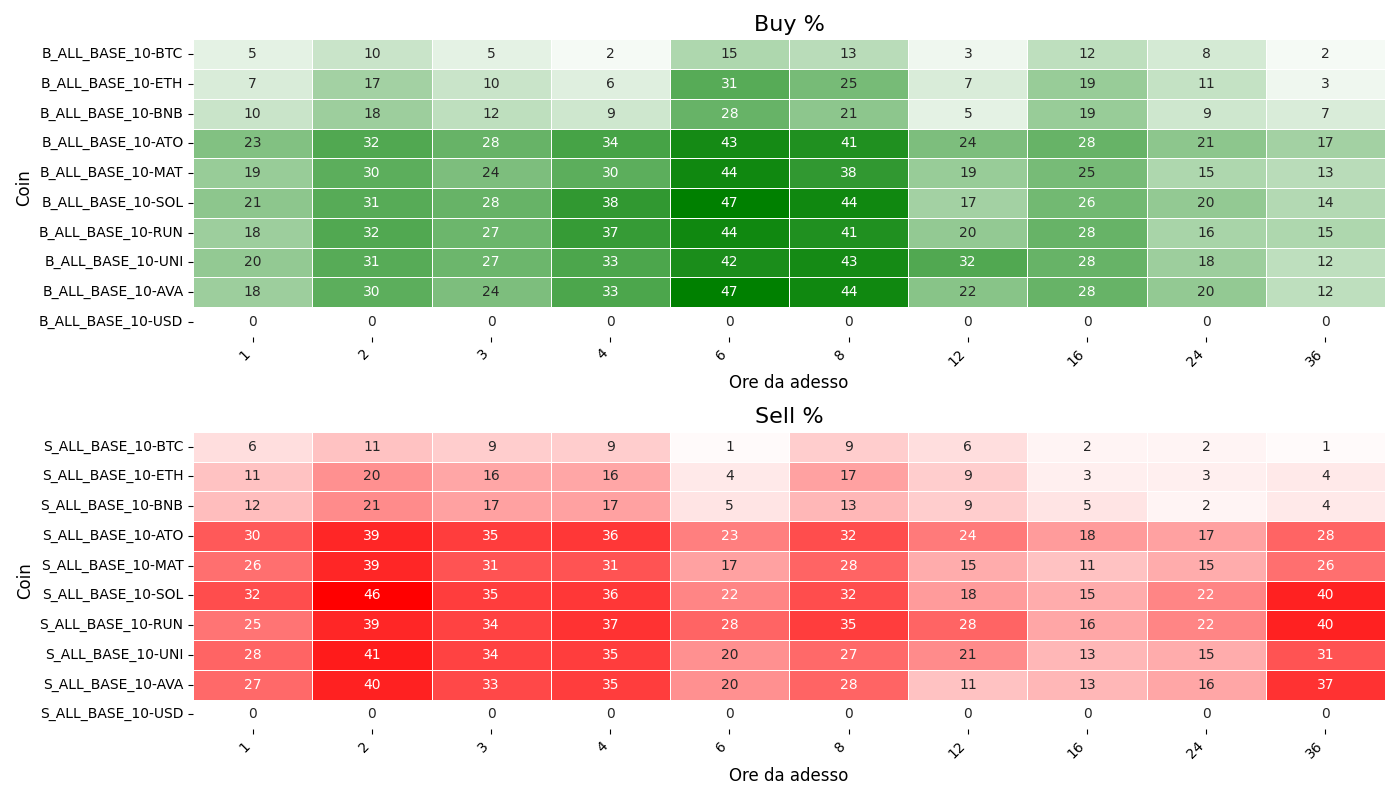 Buy %
Coin
B_ALL_BASE_10-BTC 5 10 5 2 15 13 3 12 8 2
B_ALL_BASE_10-ETH 7 17 10 6 31 25 7 19 11 3
B_ALL_BASE_10-BNB 10 18 12 9 28 21 5 19 9 7
B_ALL_BASE_10-ATO 23 32 28 34 43 41 24 28 21 17
B_ALL_BASE_10-MAT 19 30 24 30 44 38 19 25 15 13
B_ALL_BASE_10-SOL 21 31 28 38 47 44 17 26 20 14
B_ALL_BASE_10-RUN 18 32 27 37 44 41 20 28 16 15
B_ALL_BASE_10-UNI 20 31 27 33 42 43 32 28 18 12
B_ALL_BASE_10-AVA 18 30 24 33 47 44 22 28 20 12
B_ALL_BASE_10-USD 0 0 0 0 0 0 0 0 0 0
1 2 3 4 6 8 12 16 24 36
Ore da adesso
Sell %
Coin
S_ALL_BASE_10-BTC 6 11 9 9 1 9 6 2 2 1
S_ALL_BASE_10-ETH 11 20 16 16 4 17 9 3 3 4
S_ALL_BASE_10-BNB 12 21 17 17 5 13 9 5 2 4
S_ALL_BASE_10-ATO 30 39 35 36 23 32 24 18 17 28
S_ALL_BASE_10-MAT 26 39 31 31 17 28 15 11 15 26
S_ALL_BASE_10-SOL 32 46 35 36 22 32 18 15 22 40
S_ALL_BASE_10-RUN 25 39 34 37 28 35 28 16 22 40
S_ALL_BASE_10-UNI 28 41 34 35 20 27 21 13 15 31
S_ALL_BASE_10-AVA 27 40 33 35 20 28 11 13 16 37
S_ALL_BASE_10-USD 0 0 0 0 0 0 0 0 0 0
1 2 3 4 6 8 12 16 24 36
Ore da adesso